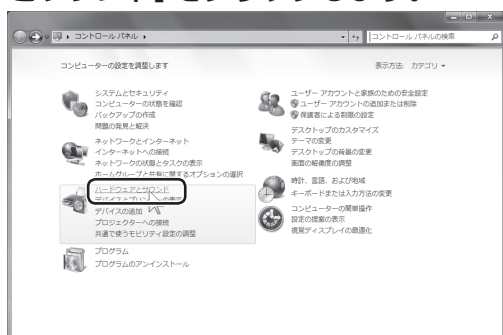 コントロール パネル
コントロール パネルの検索
コンピューターの設定を調整します
表示方法: カテゴリ
システムとセキュリティ
コンピューターの状態を確認
バックアップの作成
問題の発見と解決
ネットワークとインターネット
インターネットへの接続
ネットワークの状態とタスクの表示
ホームグループと共有に関するオプションの選択
ハードウェアとサウンド
デバイスとプリンターの表示
デバイスの追加
プロジェクターへの接続
共通で使うモビリティ設定の調整
プログラム
プログラムのアンインストール
ユーザー アカウントと家族のための安全設定
ユーザー アカウントの追加または削除
保護者による制限の設定
デスクトップのカスタマイズ
テーマの変更
デスクトップの背景の変更
画面の解像度の調整
時計、言語、および地域
キーボードまたは入力方法の変更
コンピューターの簡単操作
設定の提案の表示
視覚ディスプレイの最適化